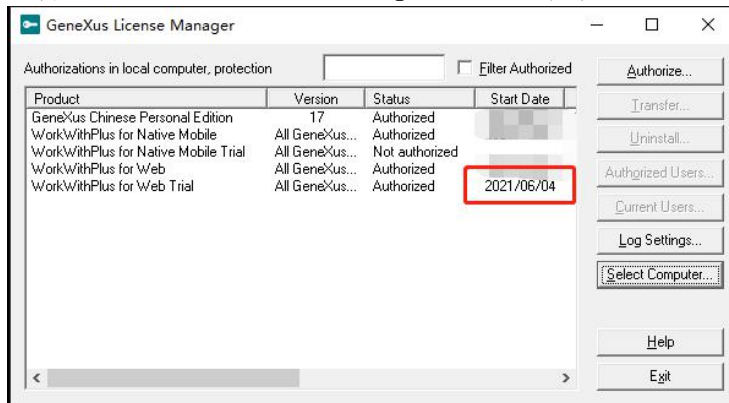 GeneXus License Manager
Authorizations in local computer, protection
Filter Authorized
Authorize...
Product Version Status Start Date
Transfer...
GeneXus Chinese Personal Edition 17 Authorized
WorkWithPlus for Native Mobile All GeneXus... Authorized
Uninstall...
WorkWithPlus for Native Mobile Trial All GeneXus... Not authorized
WorkWithPlus for Web All GeneXus... Authorized
Authorized Users...
WorkWithPlus for Web Trial All GeneXus... Authorized 2021/06/04
Current Users...
Log Settings...
Select Computer...
Help
Exit